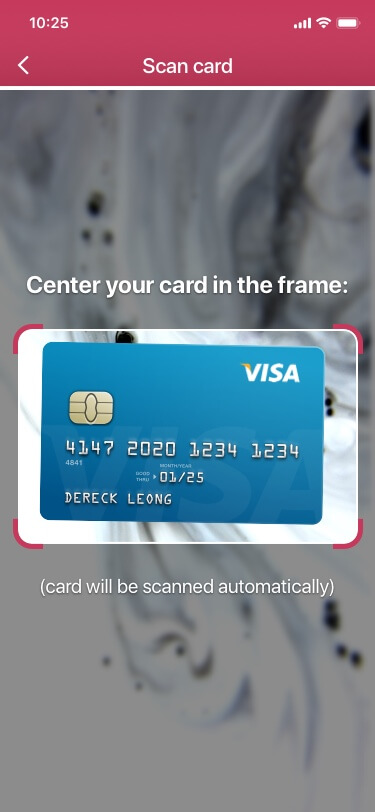 10:25
Scan card
Center your card in the frame:
VISA
4147 2020 1234 1234
4841
MONTH/YEAR
GOOD THRU 01/25
DERECK LEONG
(card will be scanned automatically)